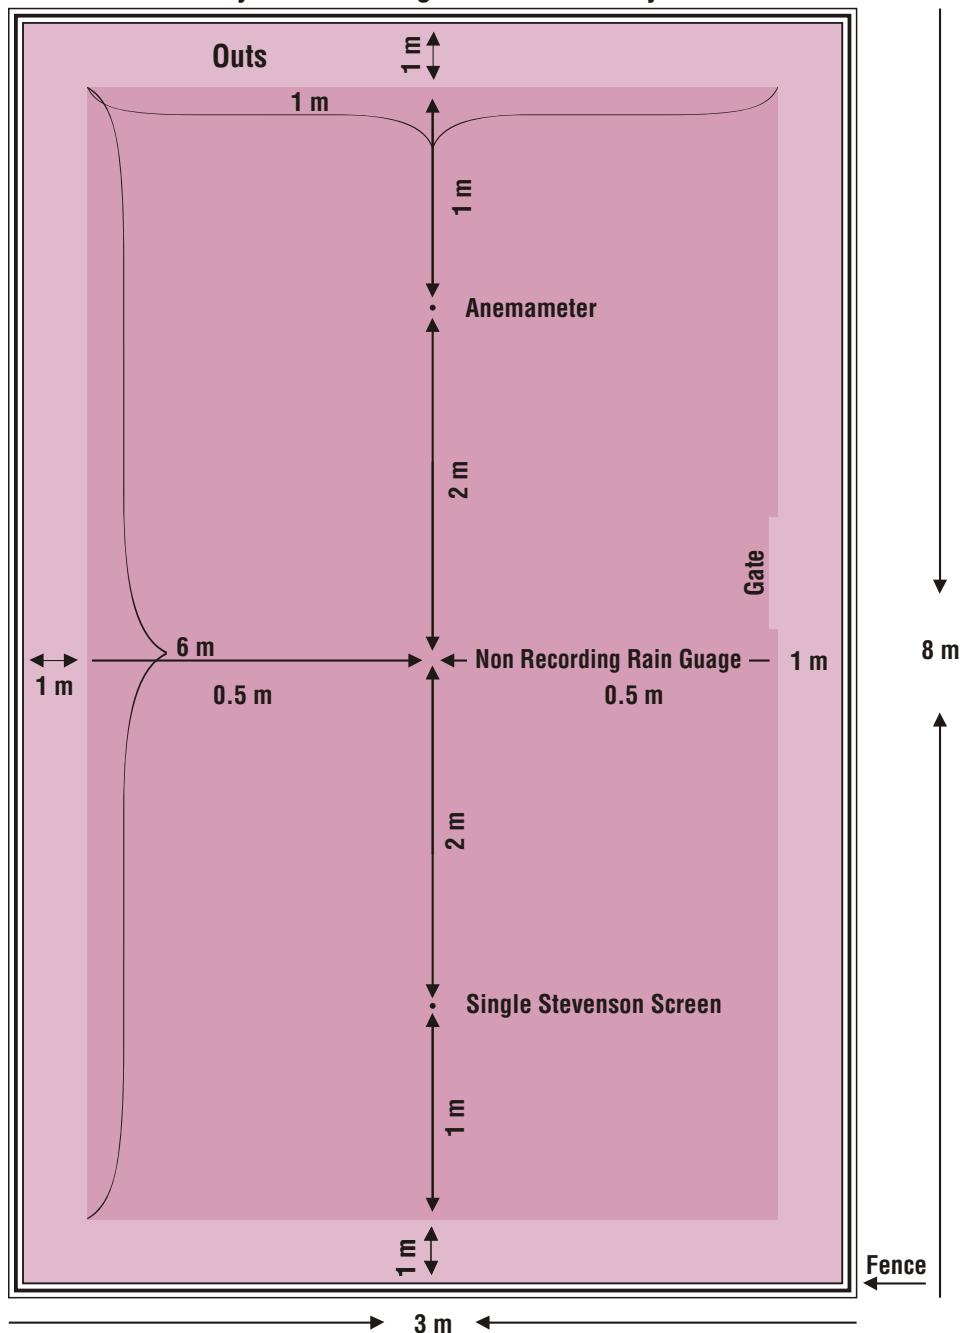 Outs
1 m
1 m
1 m
Anemameter
2 m
Gate
6 m
Non Recording Rain Guage
1 m
8 m
1 m
0.5 m
0.5 m
2 m
Single Stevenson Screen
1 m
1 m
Fence
3 m